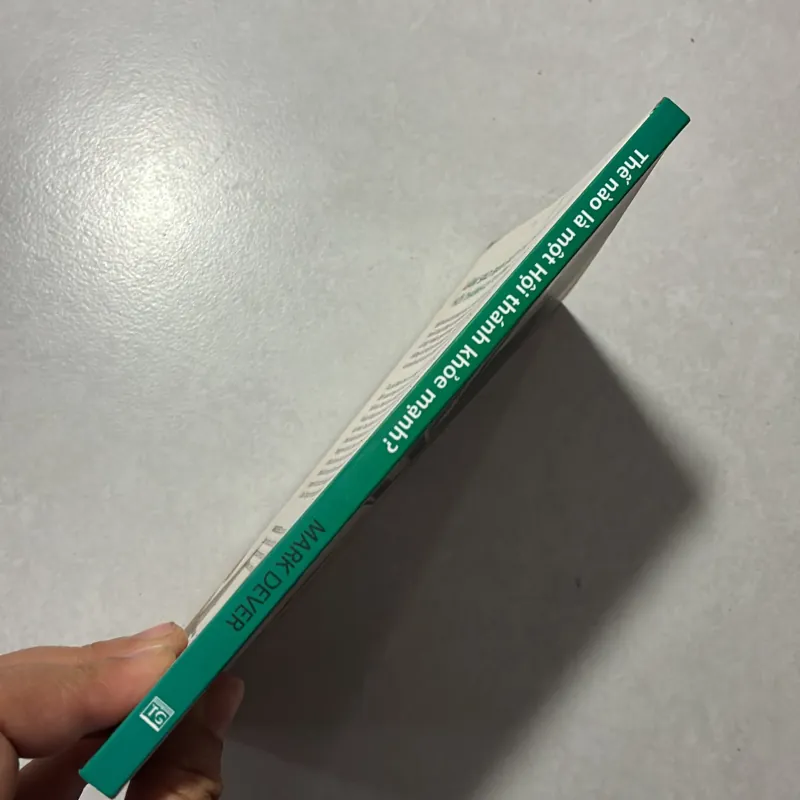 Thế nào là một Hội thánh khỏe mạnh?
MARK DEVER